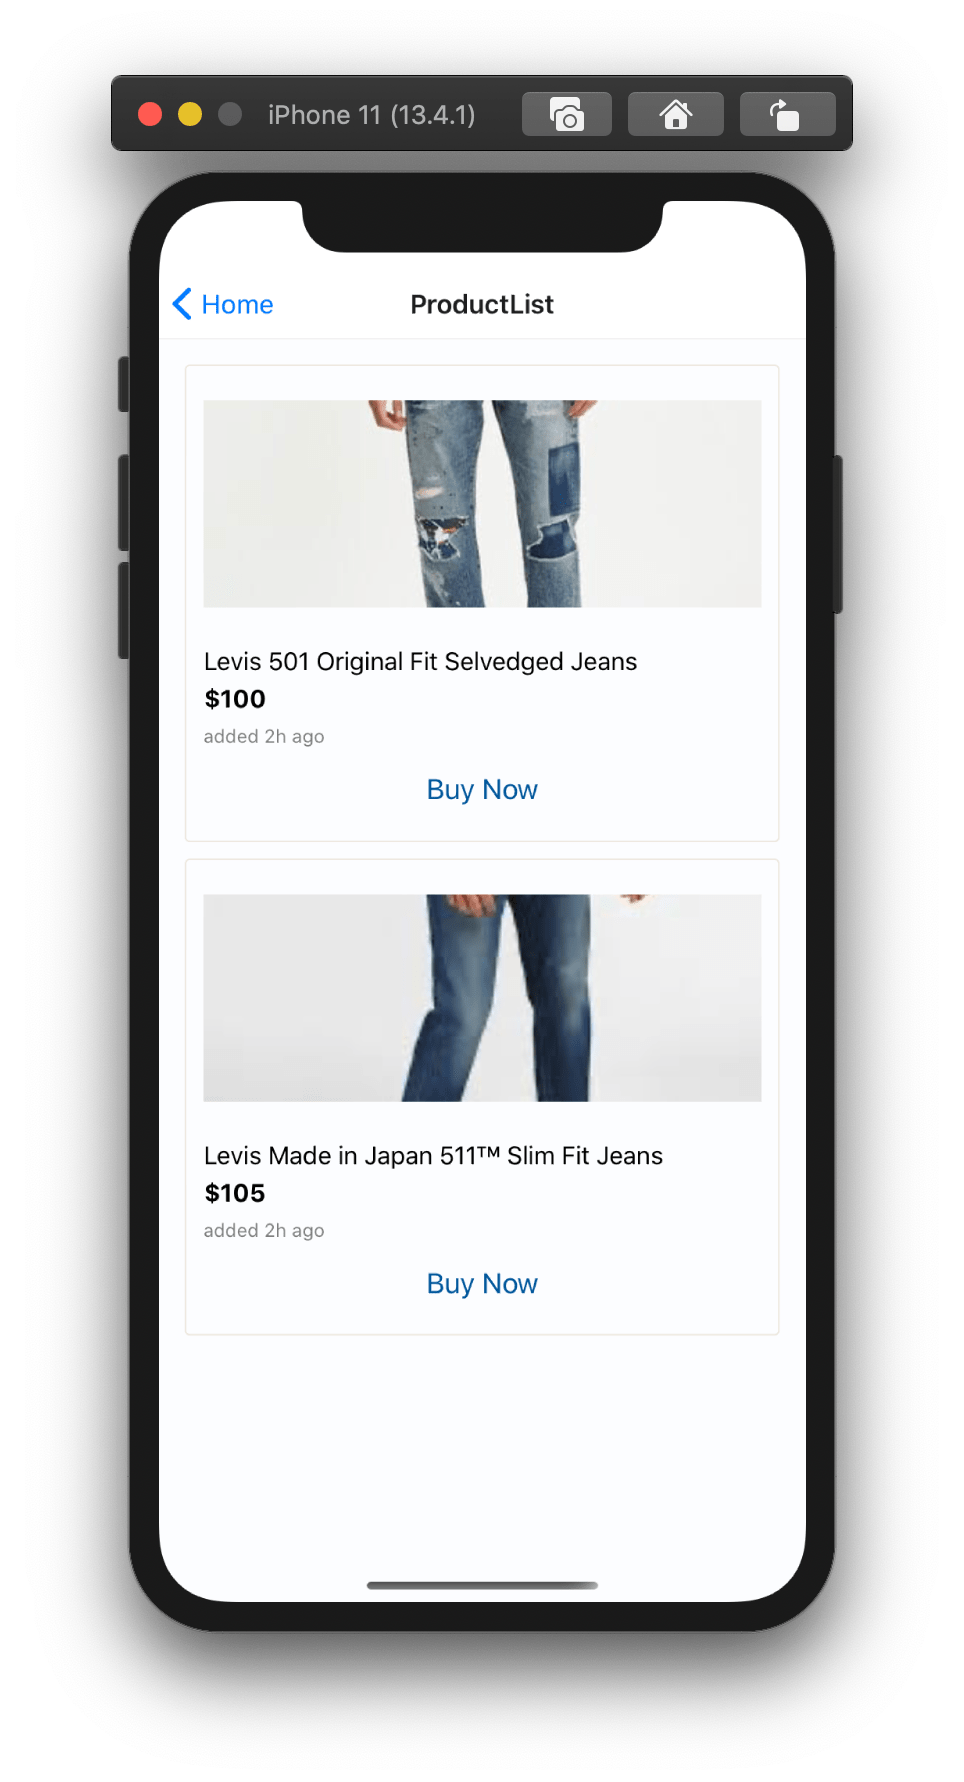 iPhone 11 (13.4.1)
Home
ProductList
Levis 501 Original Fit Selvedged Jeans
$100
added 2h ago
Buy Now
Levis Made in Japan 511™ Slim Fit Jeans
$105
added 2h ago
Buy Now